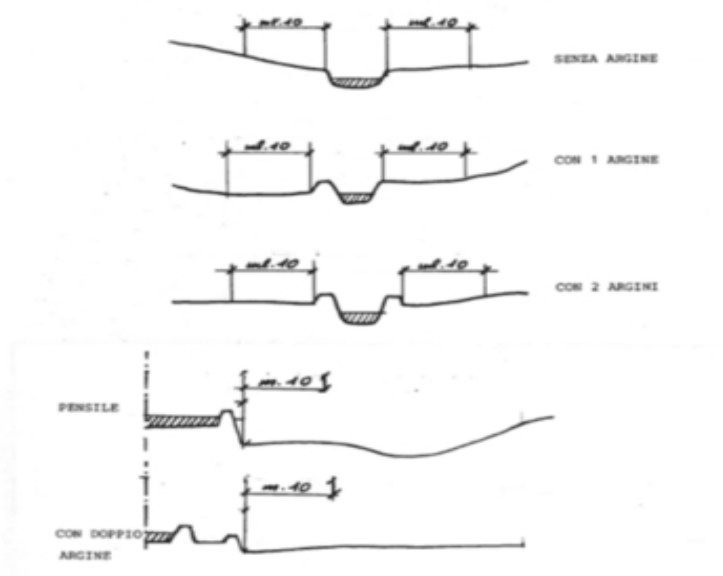 ml.10 ml.10
SENZA ARGINE
ml.10 ml.10
CON 1 ARGINE
ml.10 ml.10
CON 2 ARGINI
m.10
PENSILE
m.10
CON DOPPIO
ARGINE